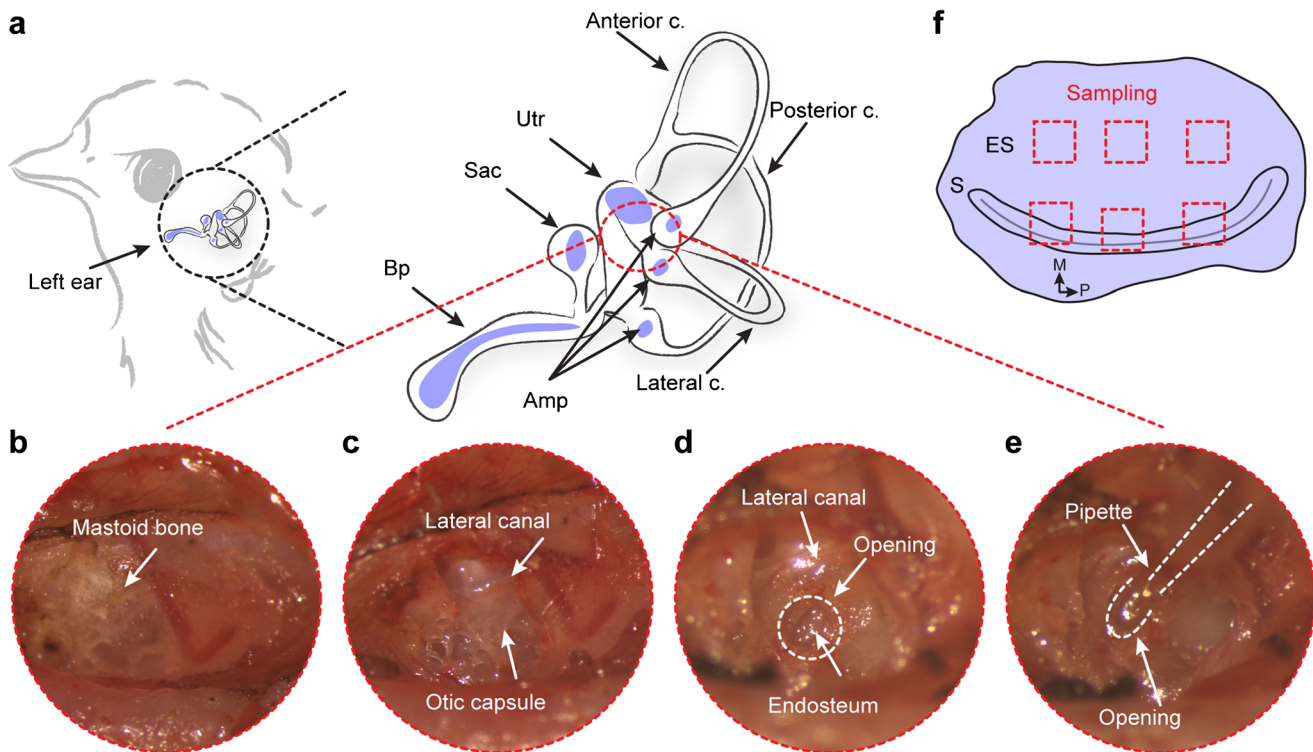 a
Left ear
Anterior c.
Utr
Posterior c.
Sac
Bp
Amp
Lateral c.
f
Sampling
ES
S
M
P
b
Mastoid bone
c
Lateral canal
Otic capsule
d
Lateral canal
Opening
Endosteum
e
Pipette
Opening